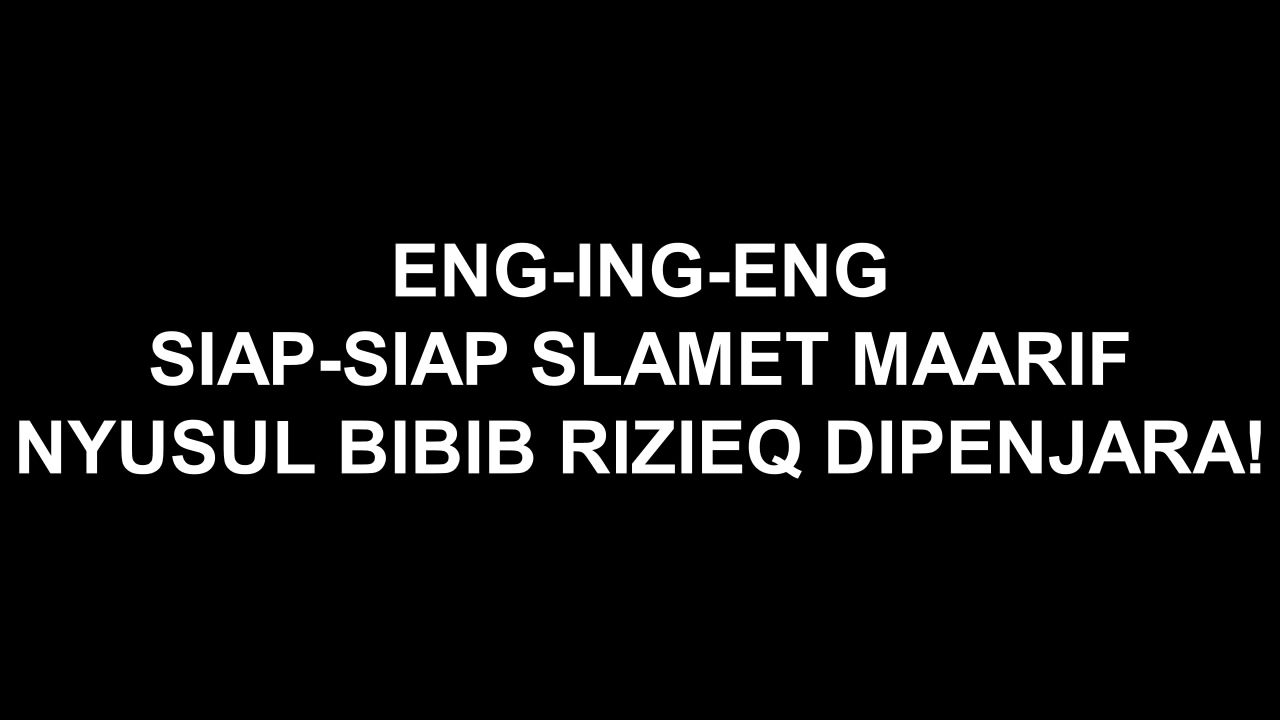 ENG-ING-ENG
SIAP-SIAP SLAMET MAARIF
NYUSUL BIBIB RIZIEQ DIPENJARA!